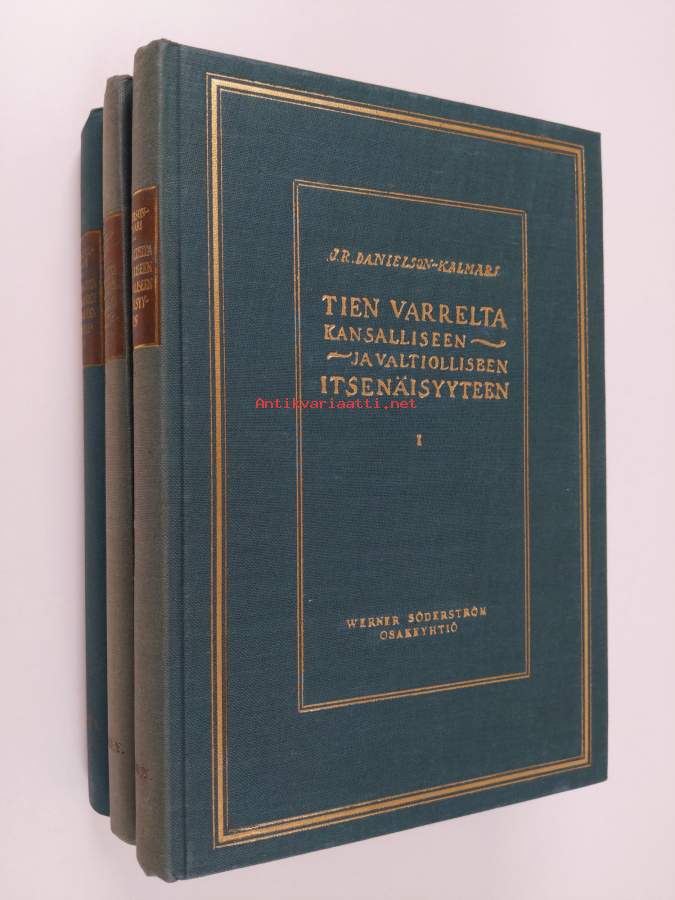 J.R. DANIELSON-KALMARI
TIEN VARRELTA
KANSALLISEEN
JA VALTIOLLISEEN
ITSENÄISYYTEEN
I
WERNER SÖDERSTRÖM
OSAKEYHTIÖ
Antikvariaatti.net